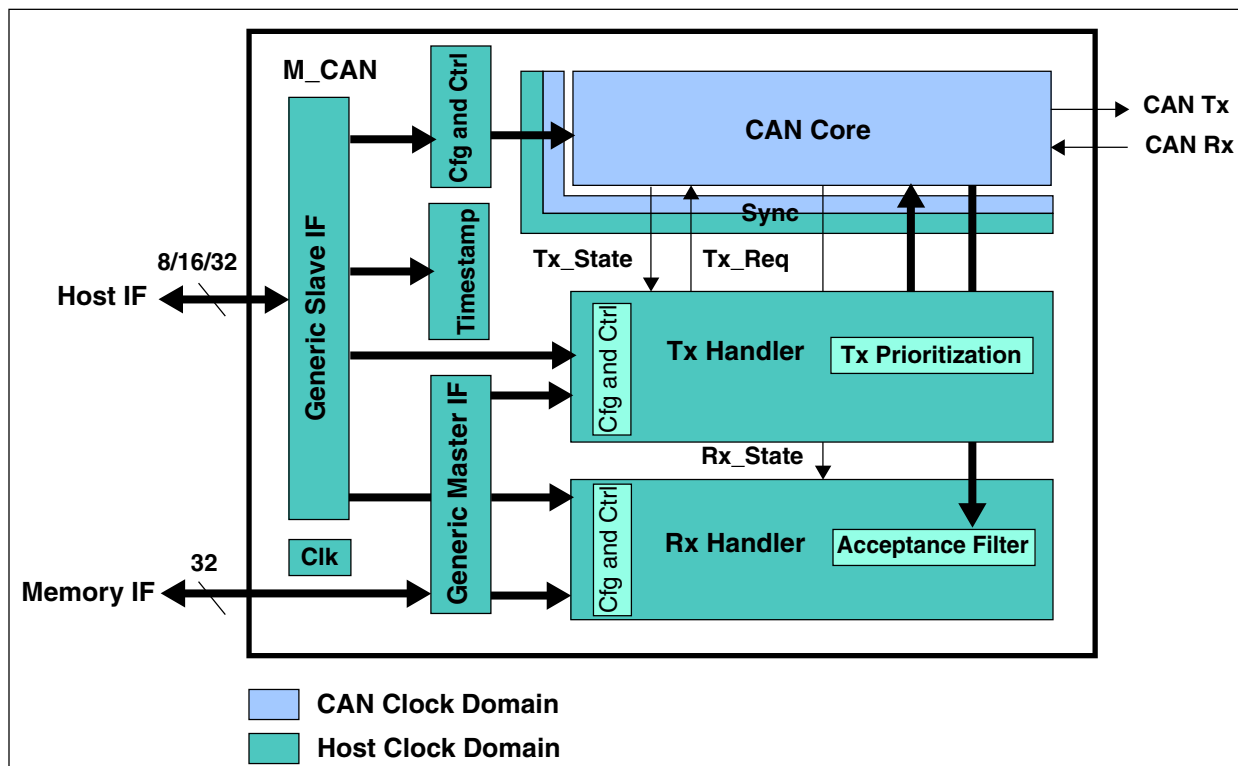 M_CAN
Cfg and Ctrl
CAN Core
CAN Tx
CAN Rx
Sync
Generic Slave IF
Timestamp
Tx_State
Tx_Req
8/16/32
Host IF
Cfg and Ctrl
Tx Handler
Tx Prioritization
Generic Master IF
Rx_State
Cfg and Ctrl
Rx Handler
Acceptance Filter
Clk
32
Memory IF
CAN Clock Domain
Host Clock Domain